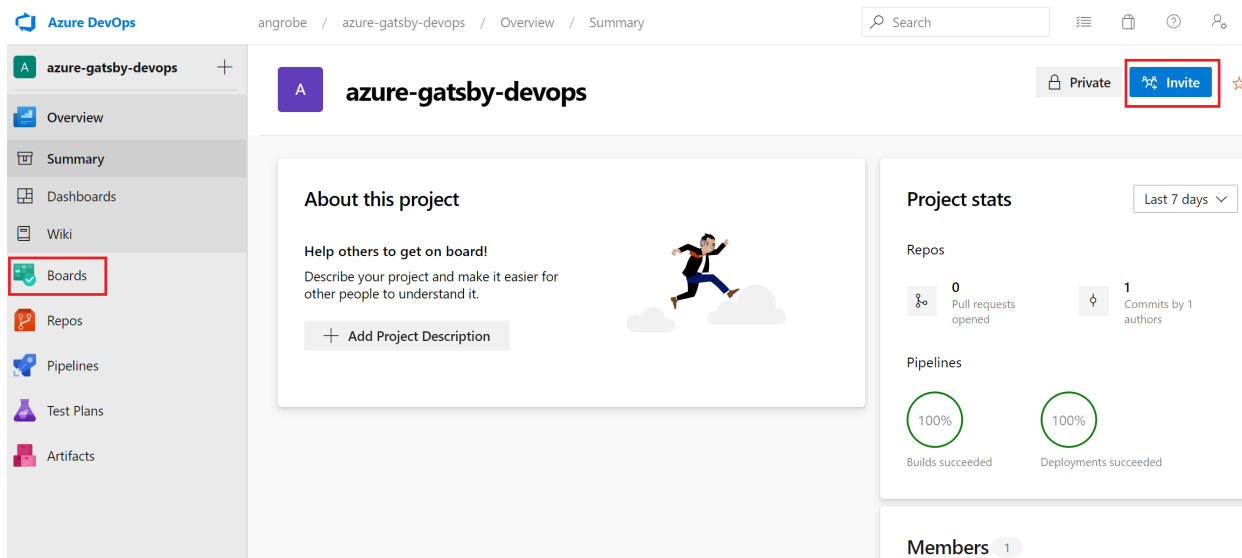 Azure DevOps
angrobe / azure-gatsby-devops / Overview / Summary
Search
A azure-gatsby-devops
Overview
Summary
Dashboards
Wiki
Boards
Repos
Pipelines
Test Plans
Artifacts
A azure-gatsby-devops
Private
Invite
About this project
Help others to get on board!
Describe your project and make it easier for
other people to understand it.
Add Project Description
Project stats
Last 7 days
Repos
0
Pull requests
opened
1
Commits by 1
authors
Pipelines
100%
Builds succeeded
100%
Deployments succeeded
Members 1